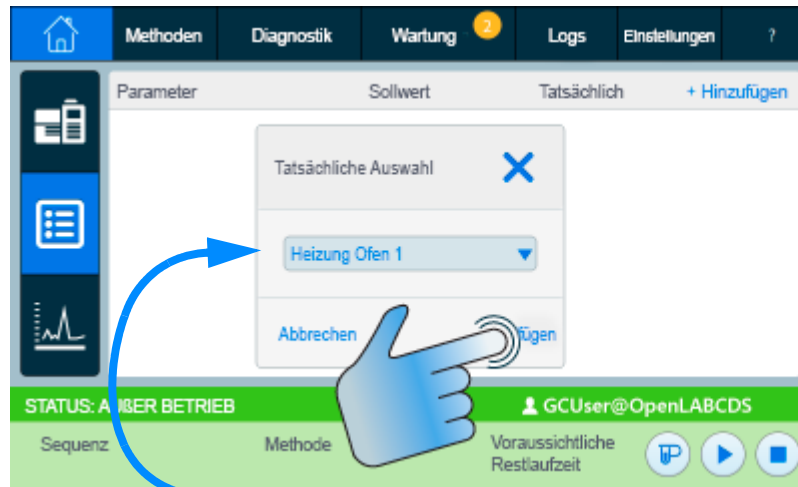 Methoden Diagnostik Wartung 2 Logs Einstellungen ?
Parameter Sollwert Tatsächlich + Hinzufügen
Tatsächliche Auswahl
Heizung Ofen 1
Abbrechen fügen
STATUS: AUßER BETRIEB GCUser@OpenLABCDS
Sequenz Methode Voraussichtliche
Restlaufzeit